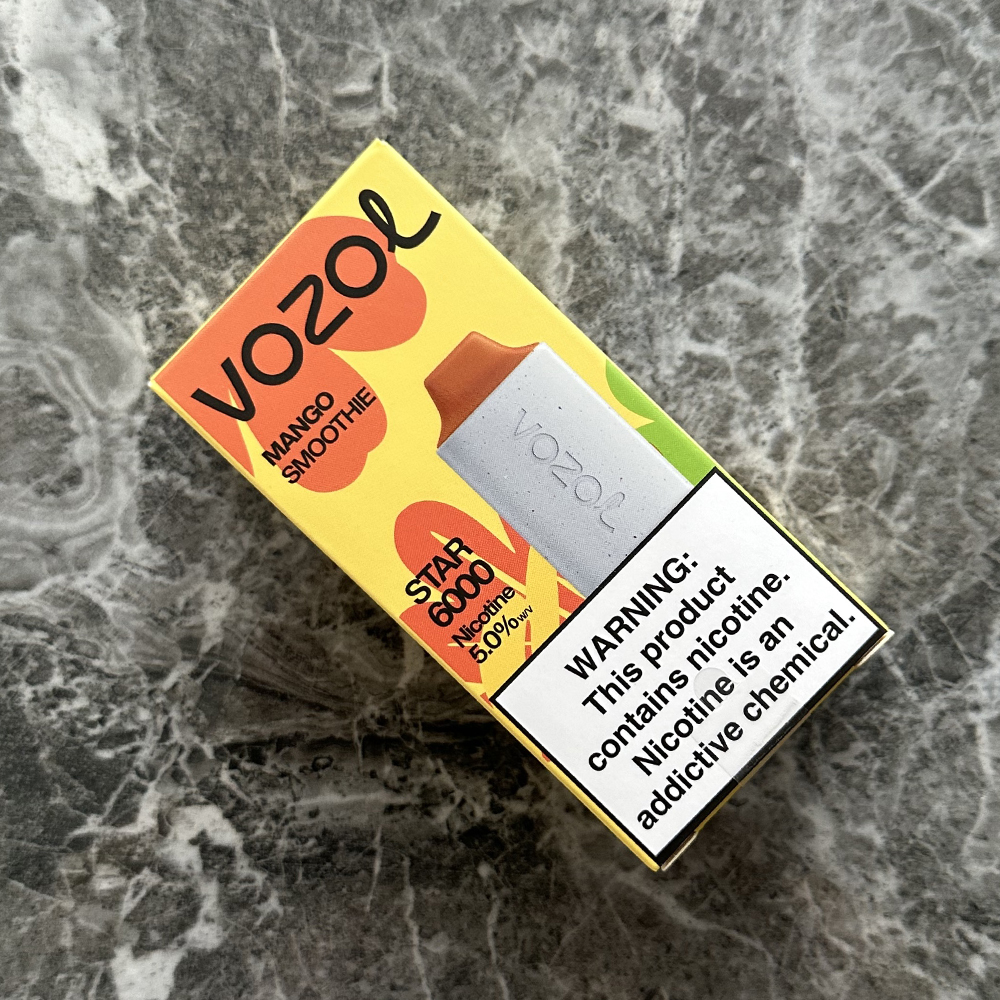 VOZOL
MANGO
SMOOTHIE
VOZOL
STAR
6000
Nicotine
5.0% w/v
WARNING:
This product
contains nicotine.
Nicotine is an
addictive chemical.